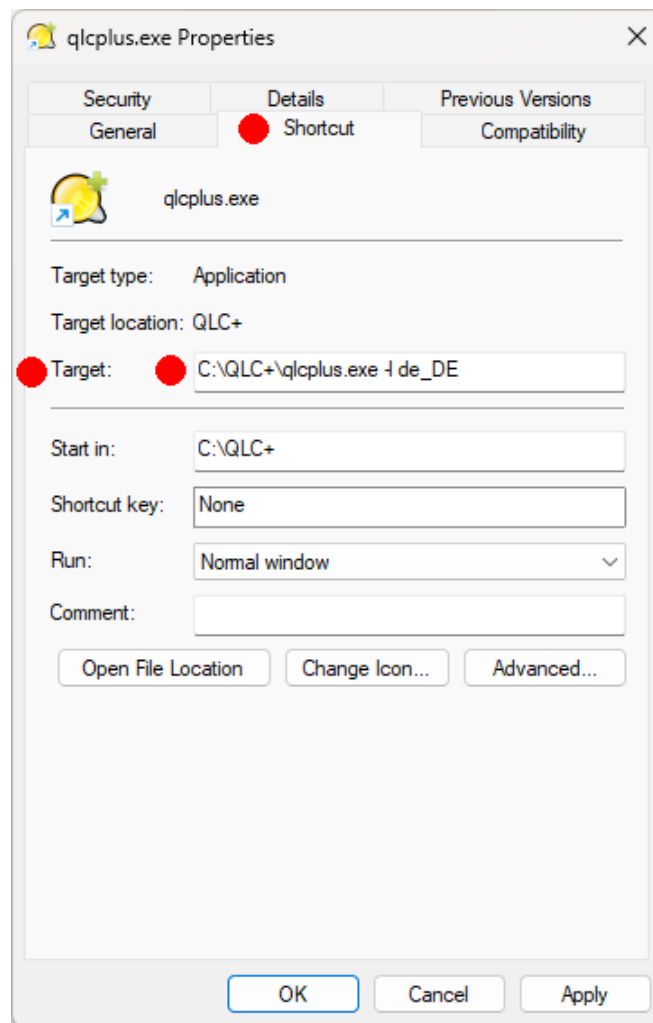 qlcplus.exe Properties
Security Details Previous Versions
General Shortcut Compatibility
qlcplus.exe
Target type: Application
Target location: QLC+
Target: C:\QLC+\qlcplus.exe -l de_DE
Start in: C:\QLC+
Shortcut key: None
Run: Normal window
Comment:
Open File Location Change Icon... Advanced...
OK Cancel Apply